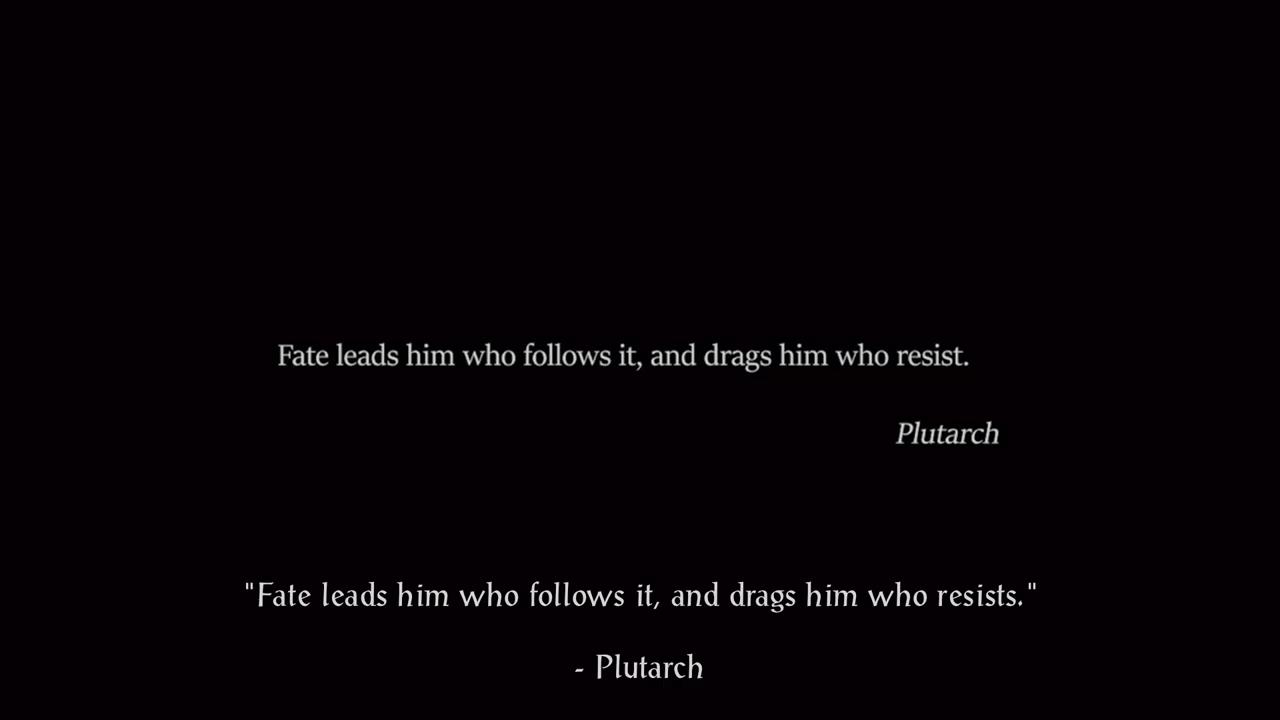 Fate leads him who follows it, and drags him who resist.
Plutarch
"Fate leads him who follows it, and drags him who resists."
- Plutarch